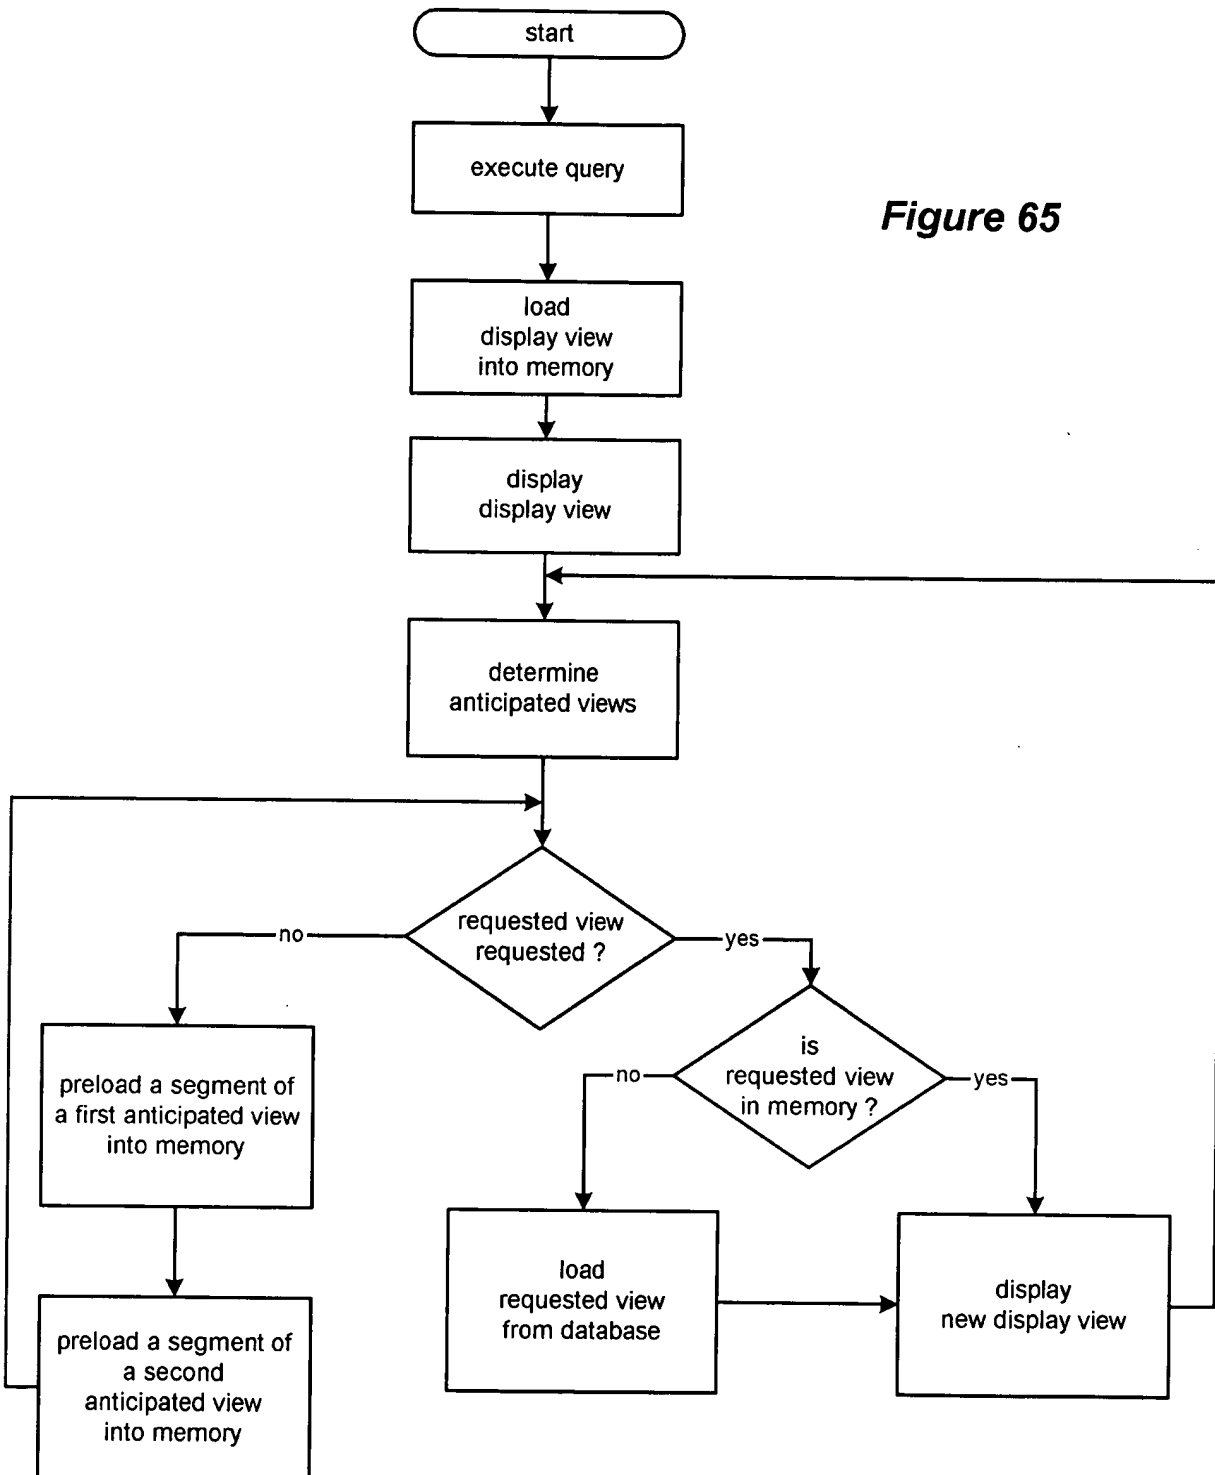 start
execute query
Figure 65
load
display view
into memory
display
display view
determine
anticipated views
requested view
requested ?
no
yes
is
requested view
in memory ?
no
yes
preload a segment of
a first anticipated view
into memory
load
requested view
from database
display
new display view
preload a segment of
a second
anticipated view
into memory